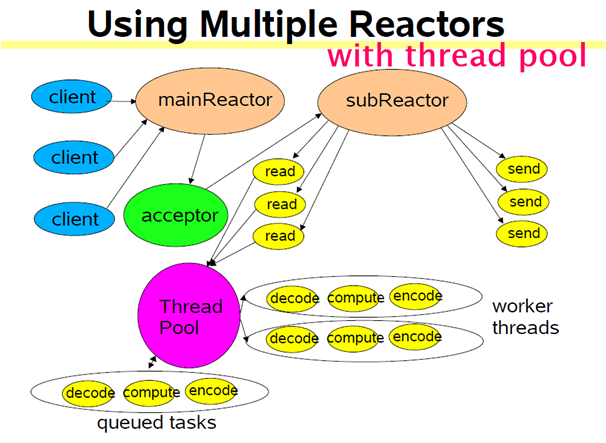 Using Multiple Reactors
with thread pool
client
mainReactor
subReactor
client
read
send
read
send
client
acceptor
read
send
Thread
Pool
decode compute encode
worker
threads
decode compute encode
decode compute encode
queued tasks